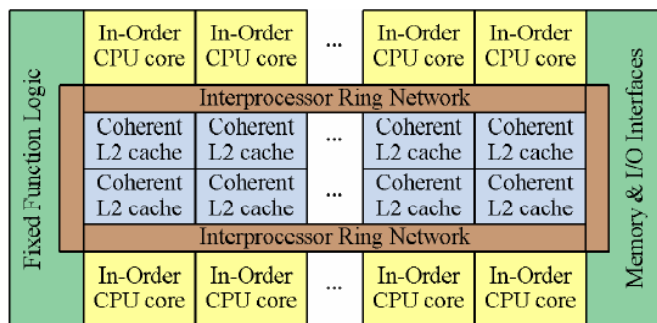 Fixed Function Logic
In-Order In-Order ... In-Order In-Order
CPU core CPU core CPU core CPU core
Interprocessor Ring Network
Coherent Coherent ... Coherent Coherent
L2 cache L2 cache L2 cache L2 cache
Coherent Coherent ... Coherent Coherent
L2 cache L2 cache L2 cache L2 cache
Interprocessor Ring Network
In-Order In-Order ... In-Order In-Order
CPU core CPU core CPU core CPU core
Memory & I/O Interfaces